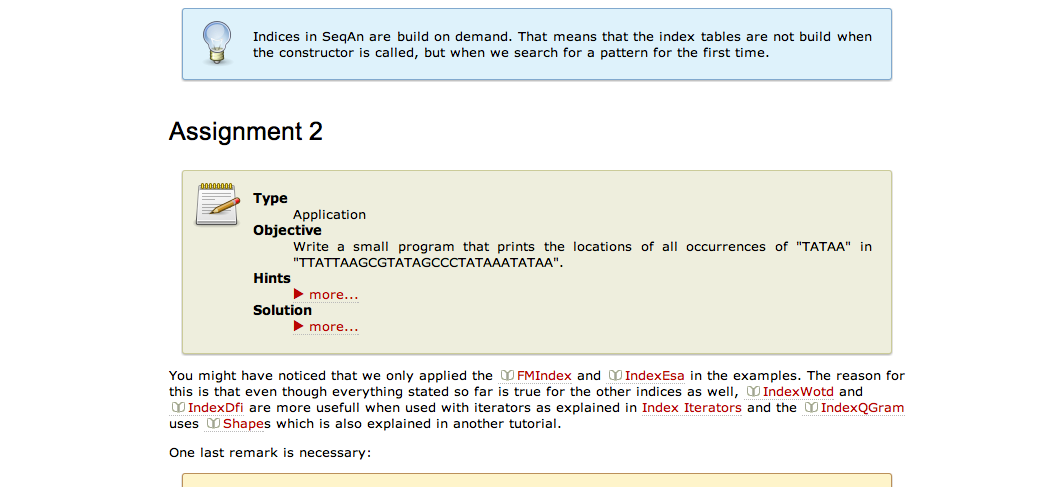 Indices in SeqAn are build on demand. That means that the index tables are not build when
the constructor is called, but when we search for a pattern for the first time.
Assignment 2
Type
Application
Objective
Write a small program that prints the locations of all occurrences of "TATAA" in
"TTATTAAGCGTATAGCCCTATAAATATAA".
Hints
▶ more...
Solution
▶ more...
You might have noticed that we only applied the FMIndex and IndexEsa in the examples. The reason for
this is that even though everything stated so far is true for the other indices as well, IndexWotd and
IndexDfi are more usefull when used with iterators as explained in Index Iterators and the IndexQGram
uses Shapes which is also explained in another tutorial.
One last remark is necessary: